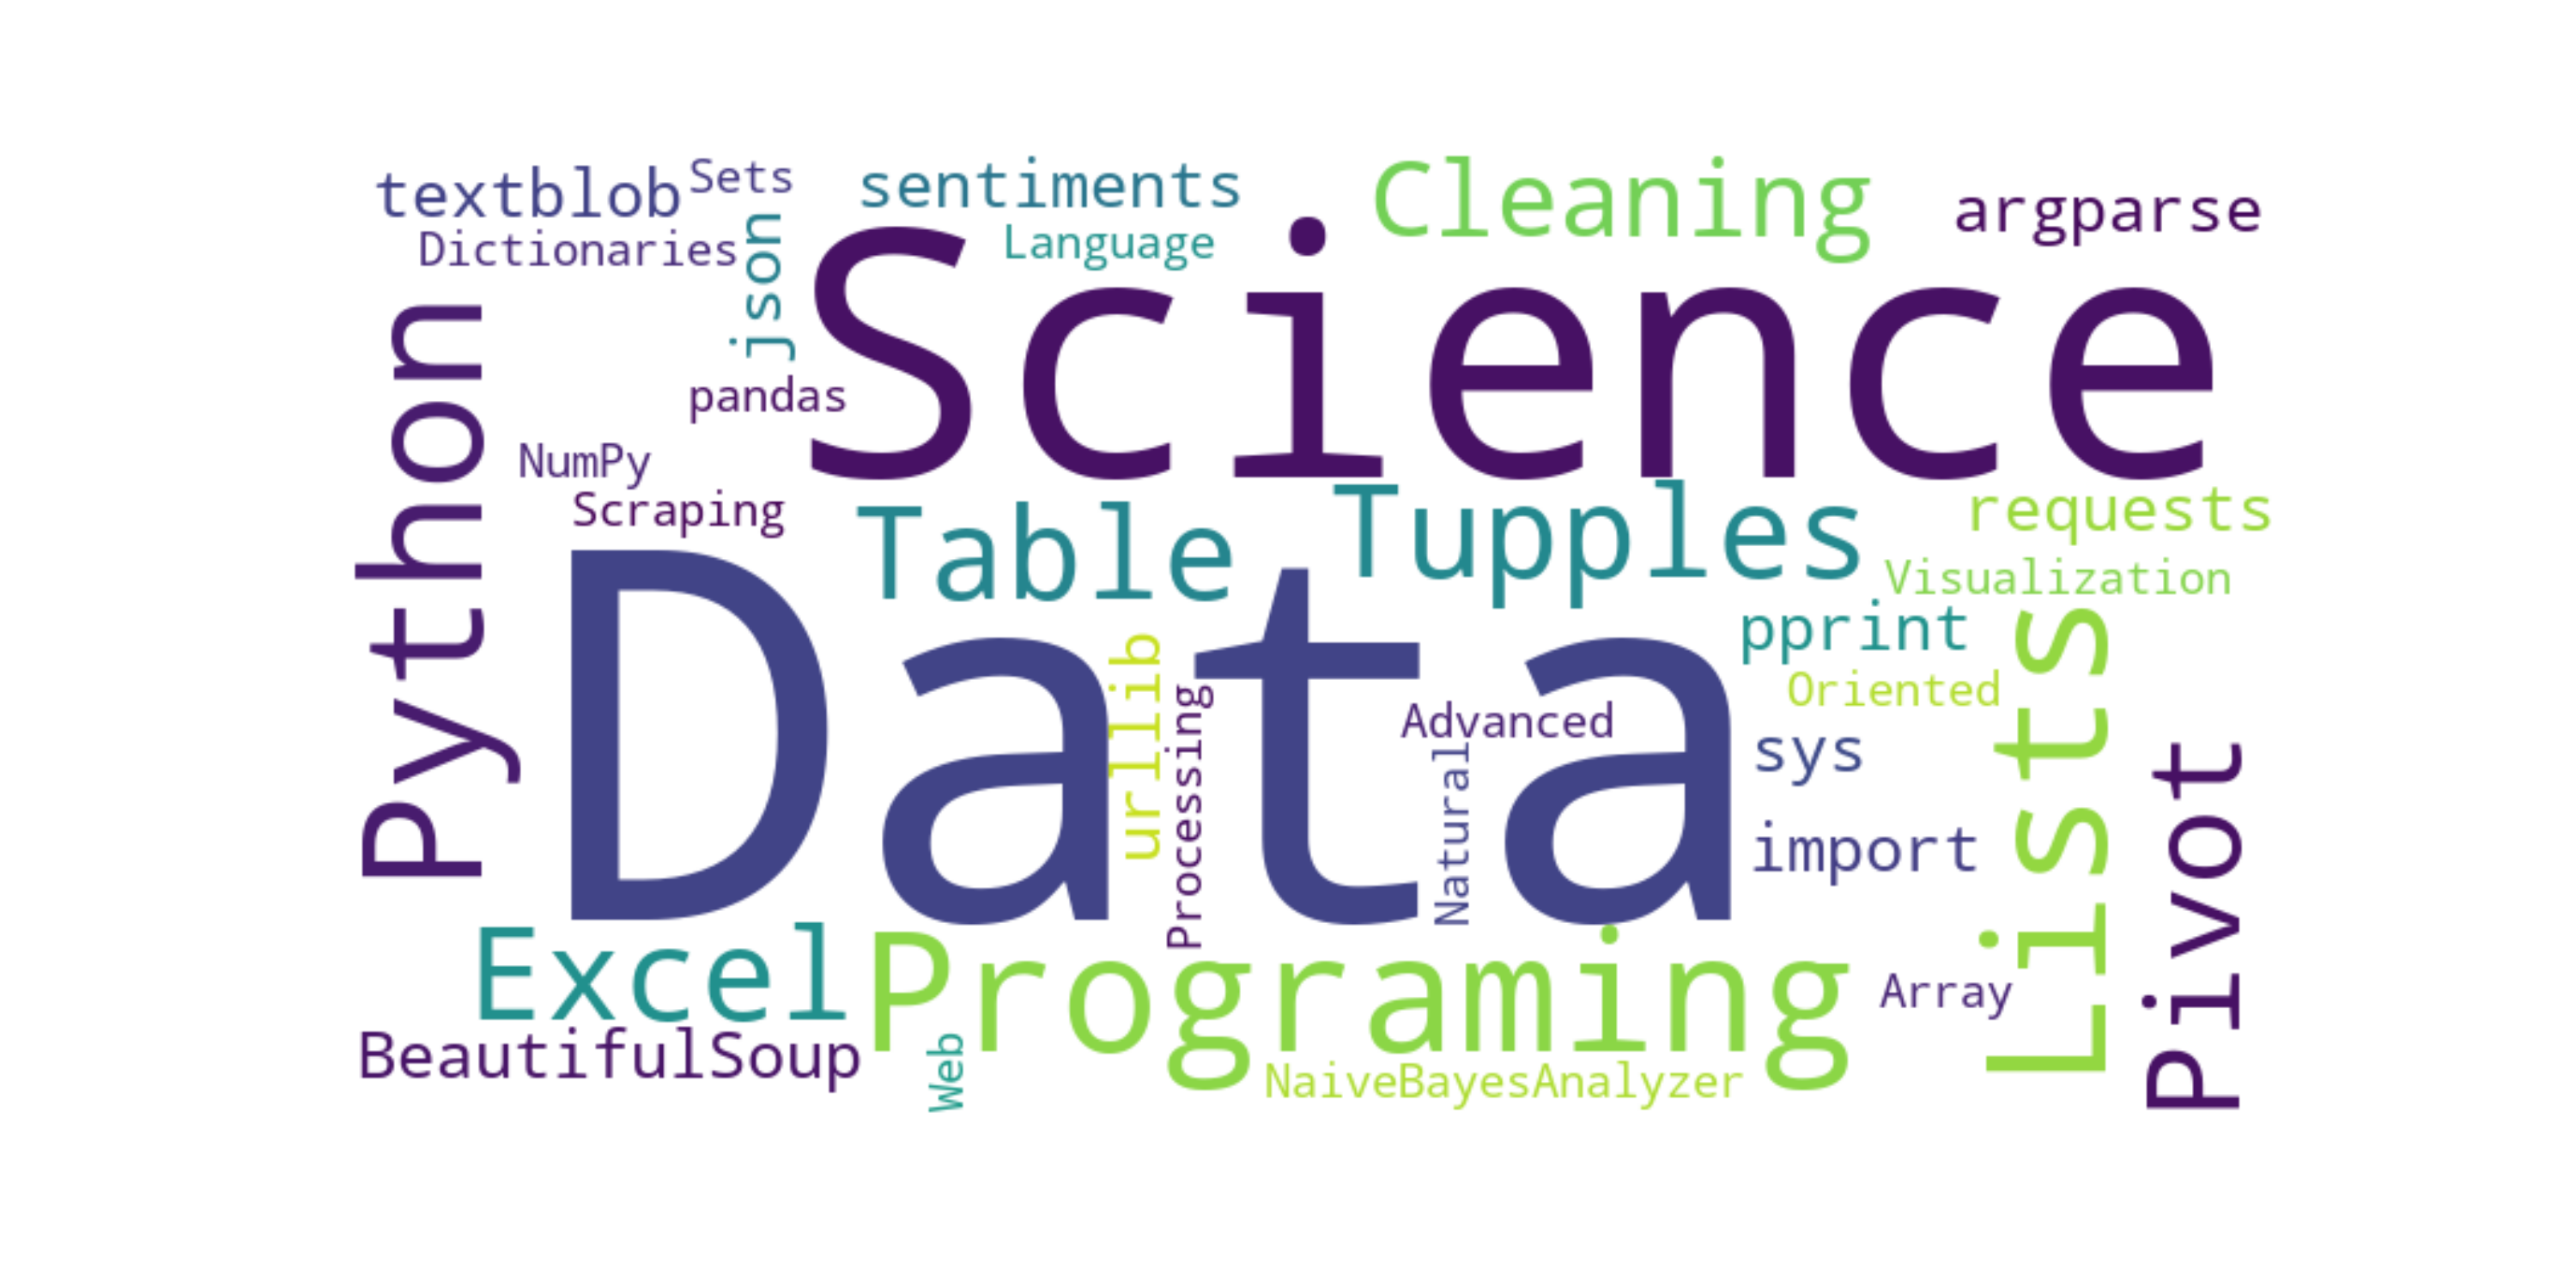 textblob
Sets
sentiments
Cleaning
argparse
Dictionaries
json
Language
Science
Python
pandas
NumPy
Scraping
Table
Tupples
requests
Visualization
Data
urllib
Processing
Advanced
Natural
pprint
Oriented
sys
import
Lists
Pivot
Excel
Programing
Array
BeautifulSoup
Web
NaiveBayesAnalyzer